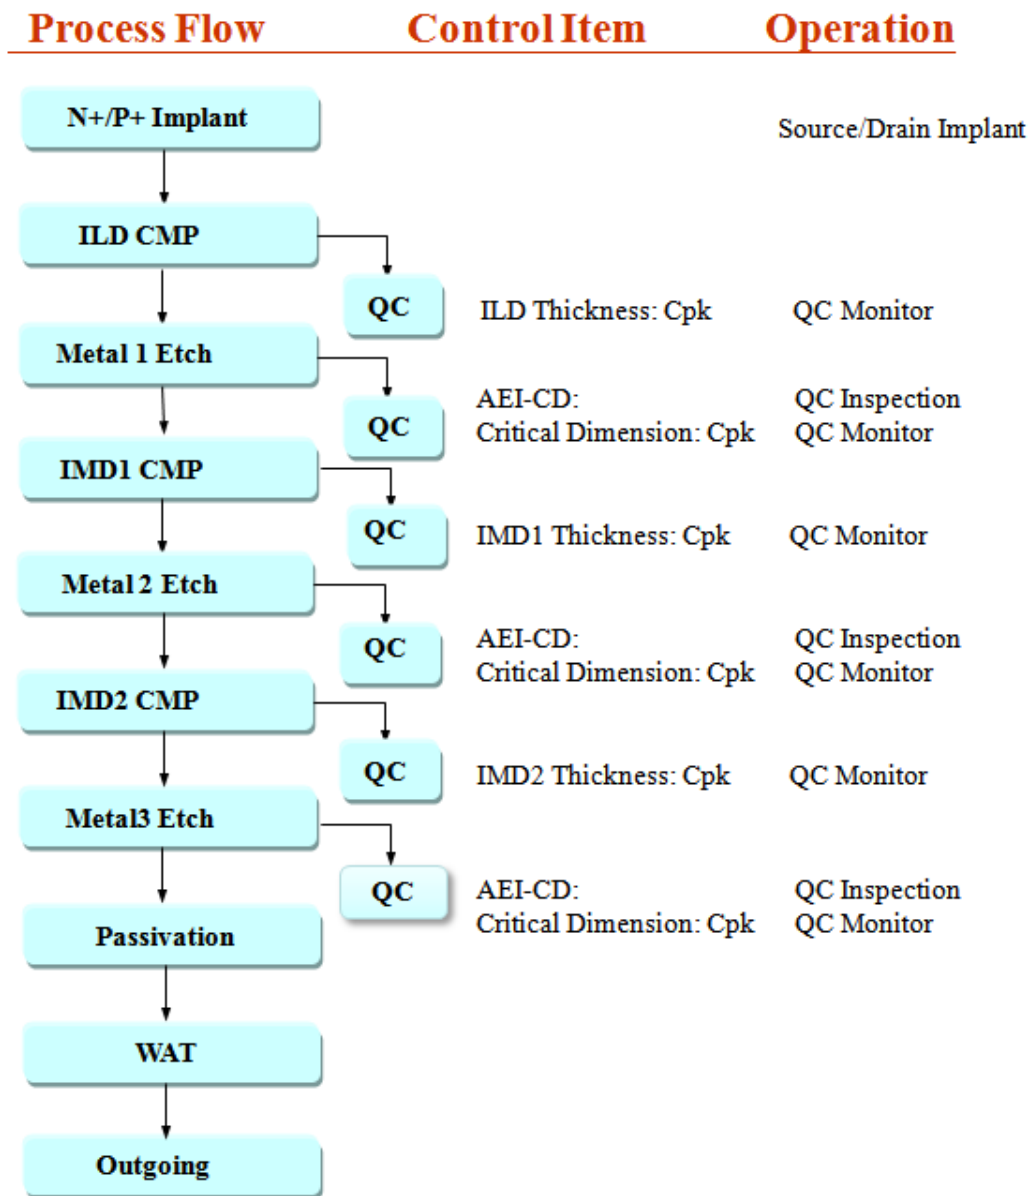 Process Flow Control Item Operation
N+/P+ Implant
Source/Drain Implant
ILD CMP
QC ILD Thickness: Cpk QC Monitor
Metal 1 Etch
AEI-CD: QC Inspection
QC Critical Dimension: Cpk QC Monitor
IMD1 CMP
QC IMD1 Thickness: Cpk QC Monitor
Metal 2 Etch
AEI-CD: QC Inspection
QC Critical Dimension: Cpk QC Monitor
IMD2 CMP
QC IMD2 Thickness: Cpk QC Monitor
Metal3 Etch
QC AEI-CD: QC Inspection
Critical Dimension: Cpk QC Monitor
Passivation
WAT
Outgoing